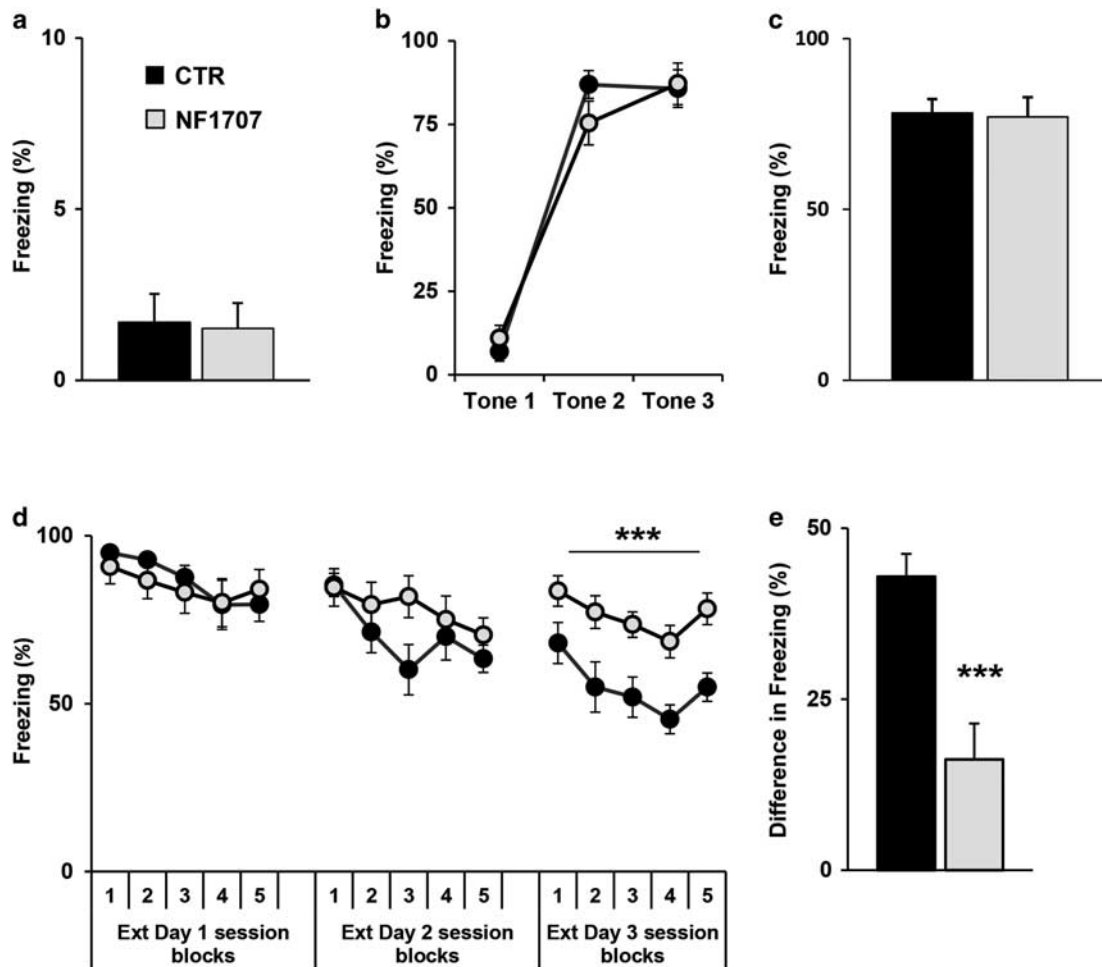 a
10
5
0
Freezing (%)
CTR
NF1707
b
100
75
50
25
0
Freezing (%)
Tone 1 Tone 2 Tone 3
c
100
50
0
Freezing (%)
d
100
50
0
Freezing (%)
***
1 2 3 4 5 1 2 3 4 5 1 2 3 4 5
Ext Day 1 session
blocks
Ext Day 2 session
blocks
Ext Day 3 session
blocks
e
50
25
0
Difference in Freezing (%)
***